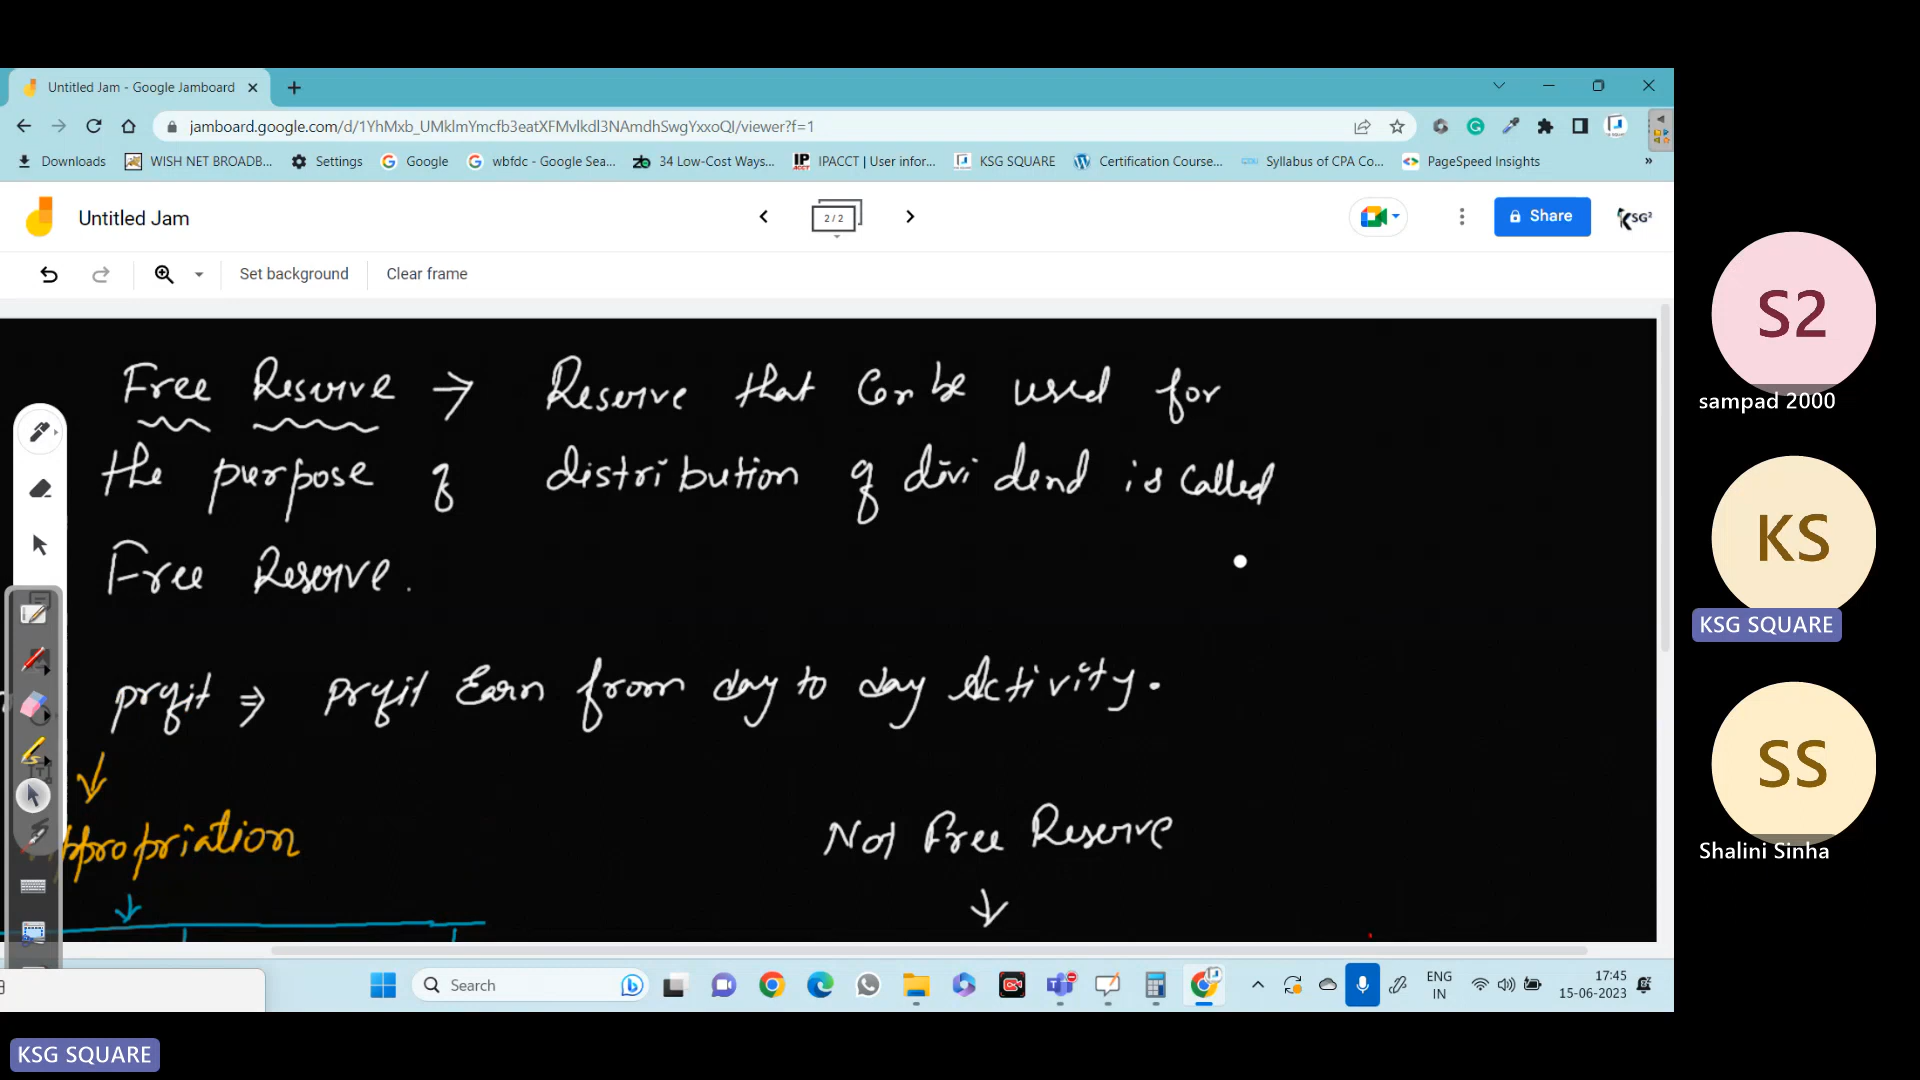 Untitled Jam - Google Jamboard
jamboard.google.com/d/1YhMxb_UMklmYmcfb3eatXFMvlkdl3NAmdhSwgYxxoQI/viewer?f=1
Downloads WISH NET BROADB... Settings Google wbfdc - Google Sea... 34 Low-Cost Ways... IPACCT | User infor... KSG SQUARE Certification Course... Syllabus of CPA Co... PageSpeed Insights »
Untitled Jam
2 / 2
Share
KSG²
Set background Clear frame
Free Reserve → Reserve that Can be used for
the purpose of distribution of dividend is called
Free Reserve.
profit ⇒ profit Earn from day to day Activity.
ppropriation
Not Free Reserve
S2
sampad 2000
KS
KSG SQUARE
SS
Shalini Sinha
Search
ENG
IN
17:45
15-06-2023
KSG SQUARE